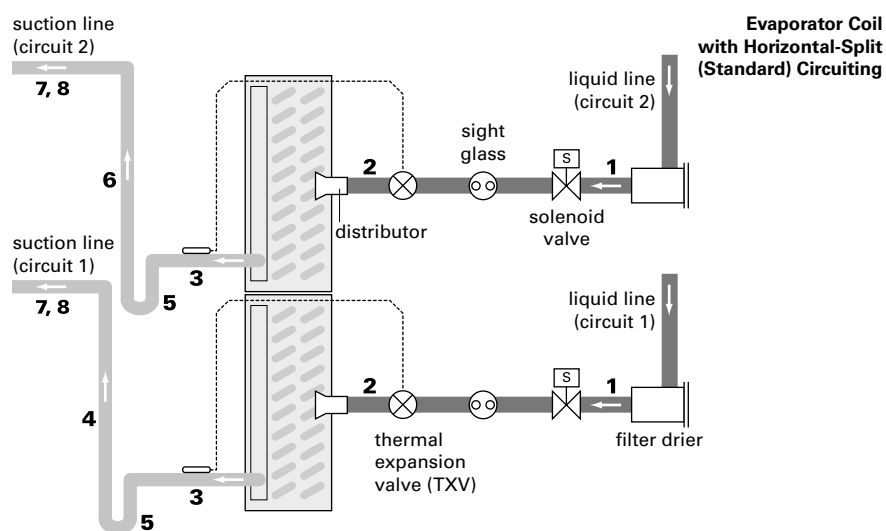 Evaporator Coil
with Horizontal-Split
(Standard) Circuiting
suction line
(circuit 2)
7, 8
6
3
5
2
distributor
sight
glass
S
solenoid
valve
1
liquid line
(circuit 2)
suction line
(circuit 1)
7, 8
4
3
5
2
thermal
expansion
valve (TXV)
S
1
liquid line
(circuit 1)
filter drier